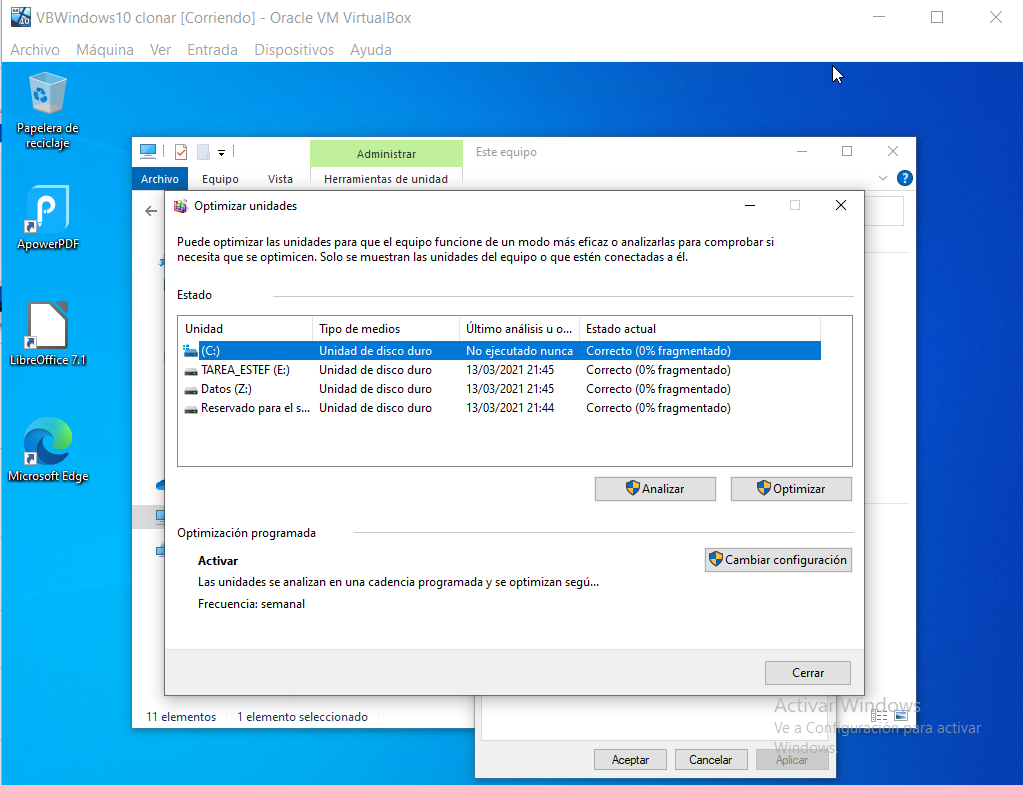 VBWindows10 clonar [Corriendo] - Oracle VM VirtualBox
Archivo Máquina Ver Entrada Dispositivos Ayuda
Papelera de
reciclaje
ApowerPDF
LibreOffice 7.1
Microsoft Edge
Administrar
Este equipo
Archivo Equipo Vista Herramientas de unidad
Optimizar unidades
Puede optimizar las unidades para que el equipo funcione de un modo más eficaz o analizarlas para comprobar si
necesita que se optimicen. Solo se muestran las unidades del equipo o que estén conectadas a él.
Estado
Unidad Tipo de medios Último análisis u o... Estado actual
(C:) Unidad de disco duro No ejecutado nunca Correcto (0% fragmentado)
TAREA_ESTEF (E:) Unidad de disco duro 13/03/2021 21:45 Correcto (0% fragmentado)
Datos (Z:) Unidad de disco duro 13/03/2021 21:45 Correcto (0% fragmentado)
Reservado para el s... Unidad de disco duro 13/03/2021 21:44 Correcto (0% fragmentado)
Analizar Optimizar
Optimización programada
Activar
Cambiar configuración
Las unidades se analizan en una cadencia programada y se optimizan segú...
Frecuencia: semanal
Cerrar
11 elementos 1 elemento seleccionado
Activar Windows
Ve a Configuración para activar
Windows.
Aceptar Cancelar Aplicar